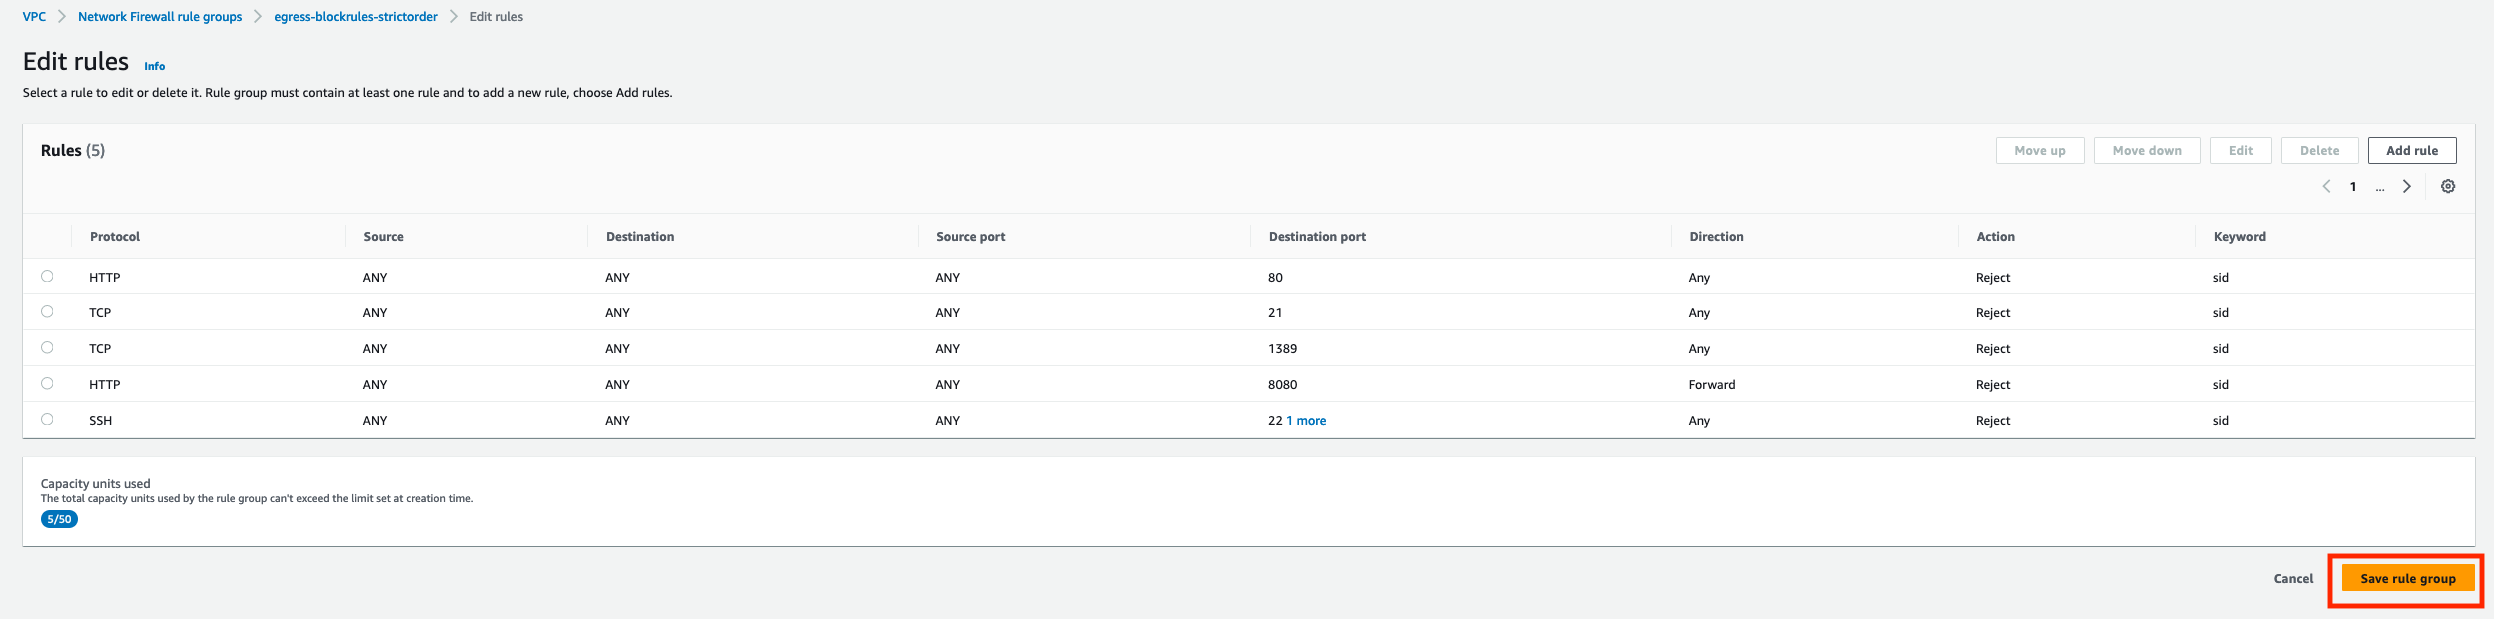 VPC Network Firewall rule groups egress-blockrules-strictorder Edit rules
Edit rules Info
Select a rule to edit or delete it. Rule group must contain at least one rule and to add a new rule, choose Add rules.
Rules (5) Move up Move down Edit Delete Add rule
1 ...
Protocol Source Destination Source port Destination port Direction Action Keyword
HTTP ANY ANY ANY 80 Any Reject sid
TCP ANY ANY ANY 21 Any Reject sid
TCP ANY ANY ANY 1389 Any Reject sid
HTTP ANY ANY ANY 8080 Forward Reject sid
SSH ANY ANY ANY 22 1 more Any Reject sid
Capacity units used
The total capacity units used by the rule group can't exceed the limit set at creation time.
5/50
Cancel Save rule group